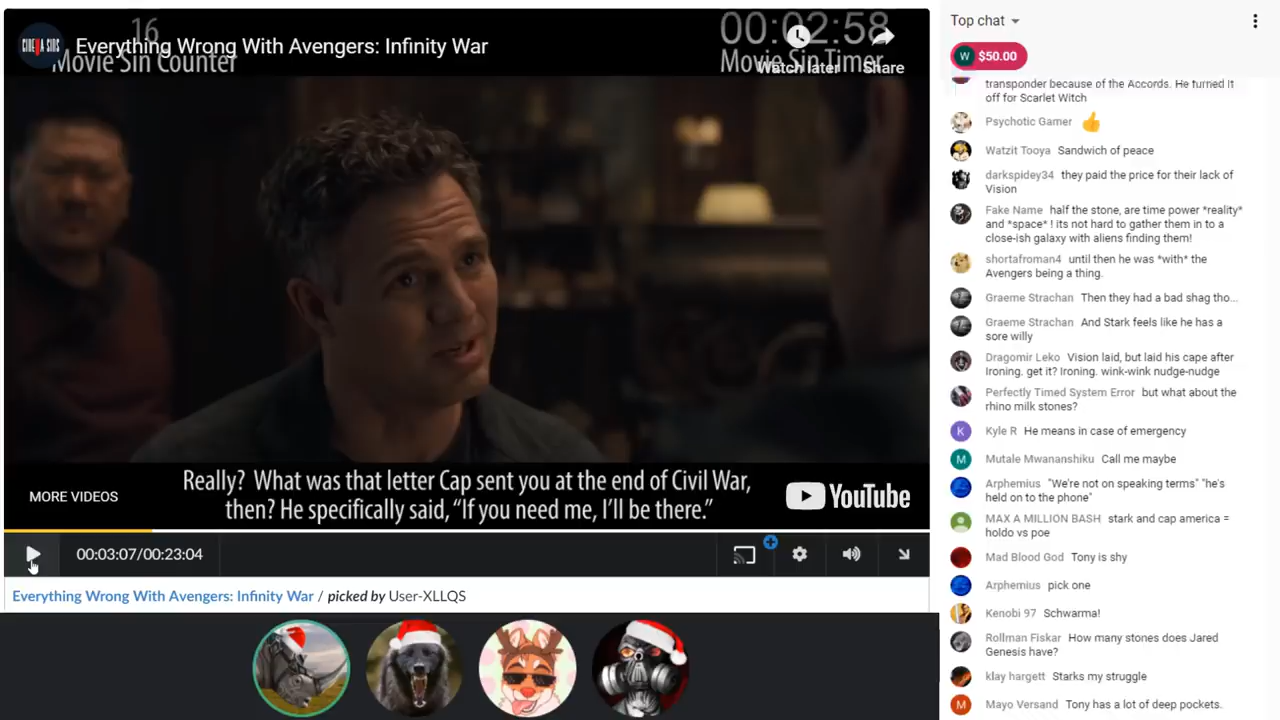 CINEMA SINS
16
Everything Wrong With Avengers: Infinity War
Movie Sin Counter
00:02:58
Movie Sin Timer
Watch later
Share
Really? What was that letter Cap sent you at the end of Civil War,
then? He specifically said, “If you need me, I’ll be there.”
MORE VIDEOS
YouTube
00:03:07/00:23:04
Everything Wrong With Avengers: Infinity War / picked by User-XLLQS
Top chat
W $50.00
transponder because of the Accords. He turned it
off for Scarlet Witch
Psychotic Gamer 👍
Watzit Tooya Sandwich of peace
darkspidey34 they paid the price for their lack of
Vision
Fake Name half the stone, are time power *reality*
and *space* ! its not hard to gather them in to a
close-ish galaxy with aliens finding them!
shortafroman4 until then he was *with* the
Avengers being a thing.
Graeme Strachan Then they had a bad shag tho...
Graeme Strachan And Stark feels like he has a
sore willy
Dragomir Leko Vision laid, but laid his cape after
Ironing. get it? Ironing. wink-wink nudge-nudge
Perfectly Timed System Error but what about the
rhino milk stones?
K Kyle R He means in case of emergency
M Mutale Mwananshiku Call me maybe
Arphemius "We're not on speaking terms" "he's
held on to the phone"
MAX A MILLION BASH stark and cap america =
holdo vs poe
Mad Blood God Tony is shy
Arphemius pick one
Kenobi 97 Schwarma!
Rollman Fiskar How many stones does Jared
Genesis have?
klay hargett Starks my struggle
M Mayo Versand Tony has a lot of deep pockets.